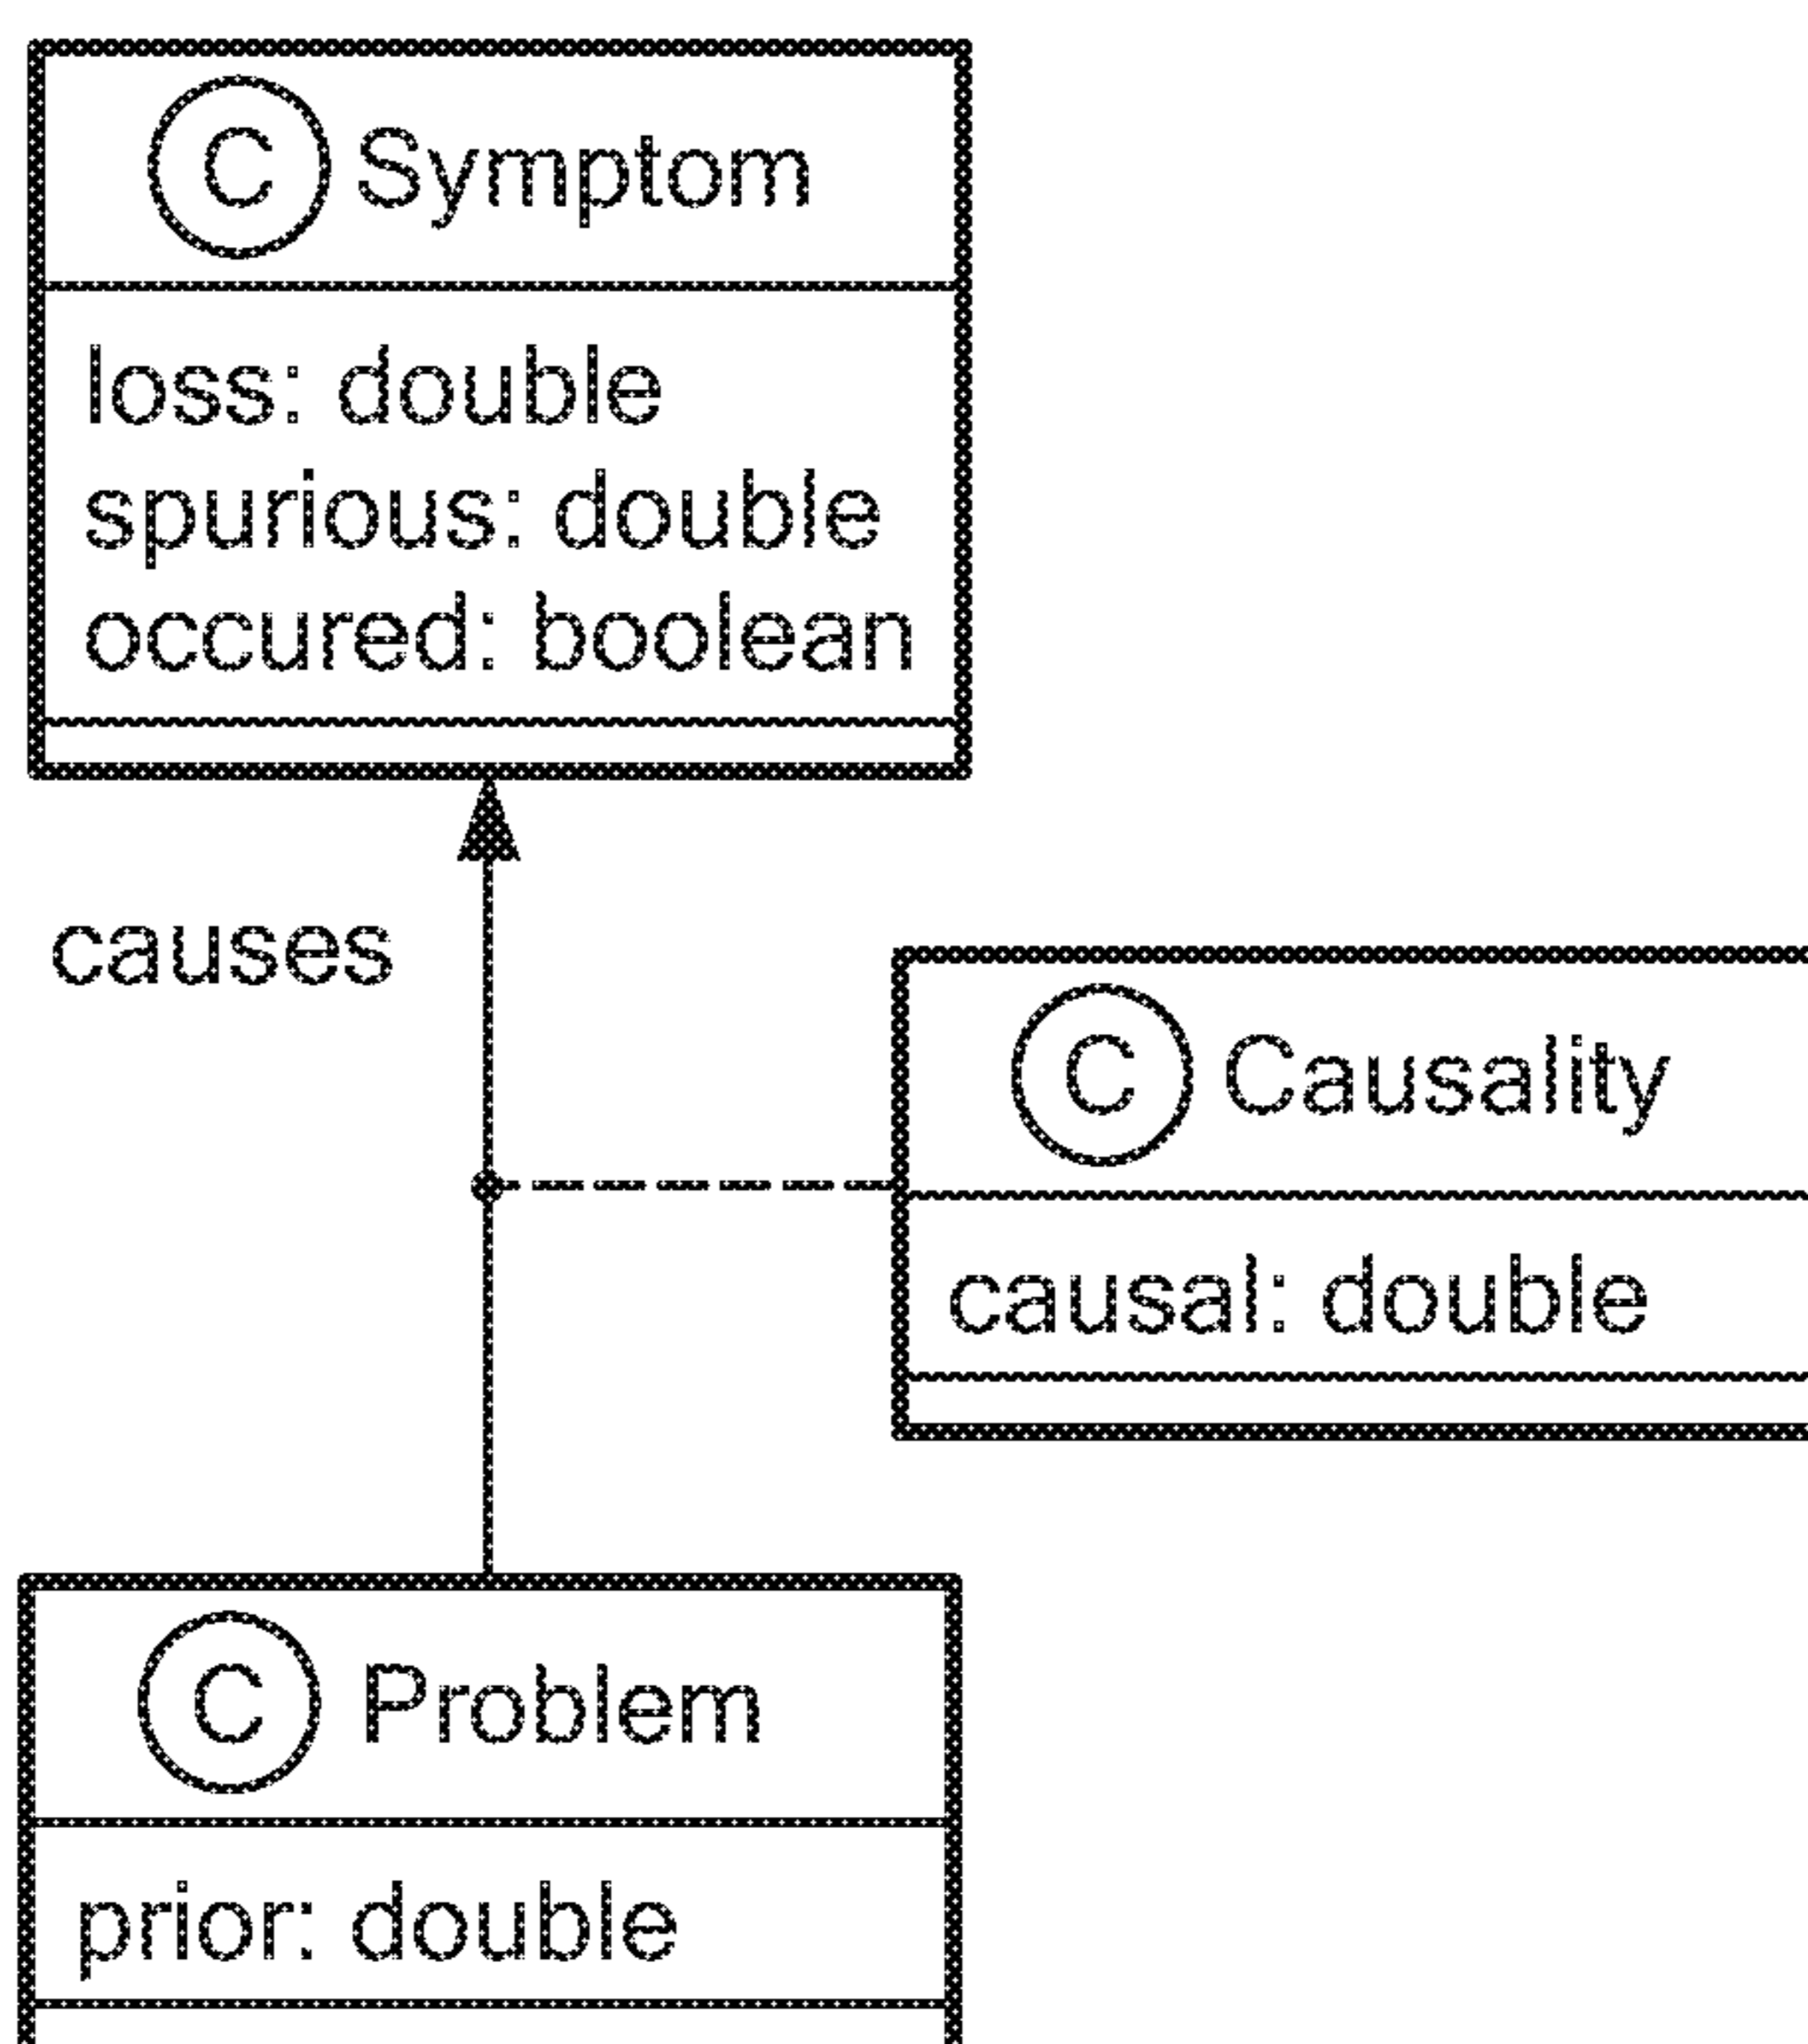 C Symptom
loss: double
spurious: double
occured: boolean
causes
C Causality
causal: double
C Problem
prior: double